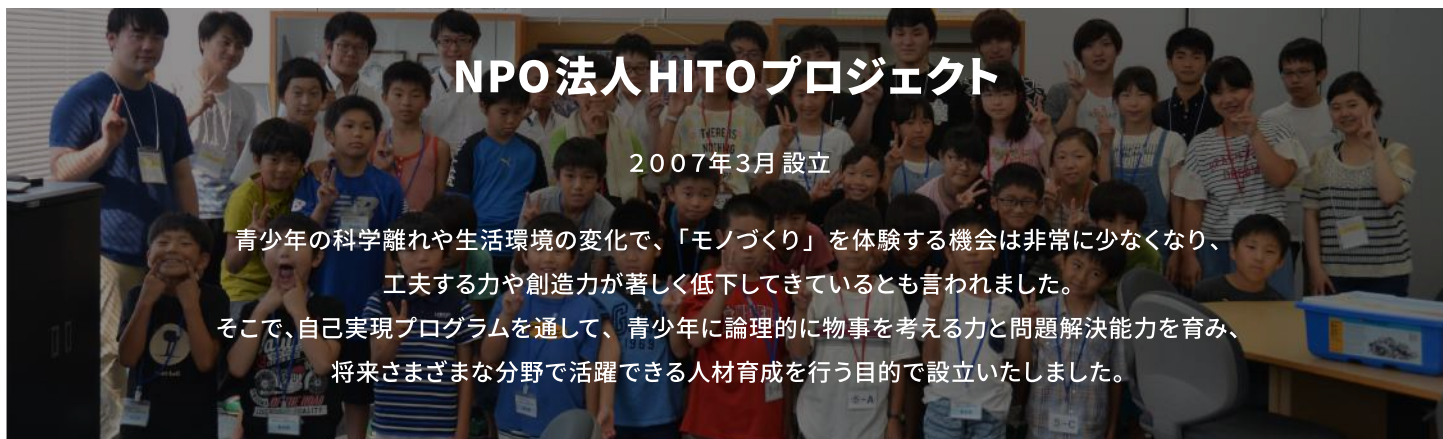 NPO法人HITOプロジェクト
２００７年３月 設立
青少年の科学離れや生活環境の変化で、「モノづくり」を体験する機会は非常に少なくなり、
工夫する力や創造力が著しく低下してきているとも言われました。
そこで、自己実現プログラムを通して、青少年に論理的に物事を考える力と問題解決能力を育み、
将来さまざまな分野で活躍できる人材育成を行う目的で設立いたしました。
THERE IS
NOTHING
5-A
5-C